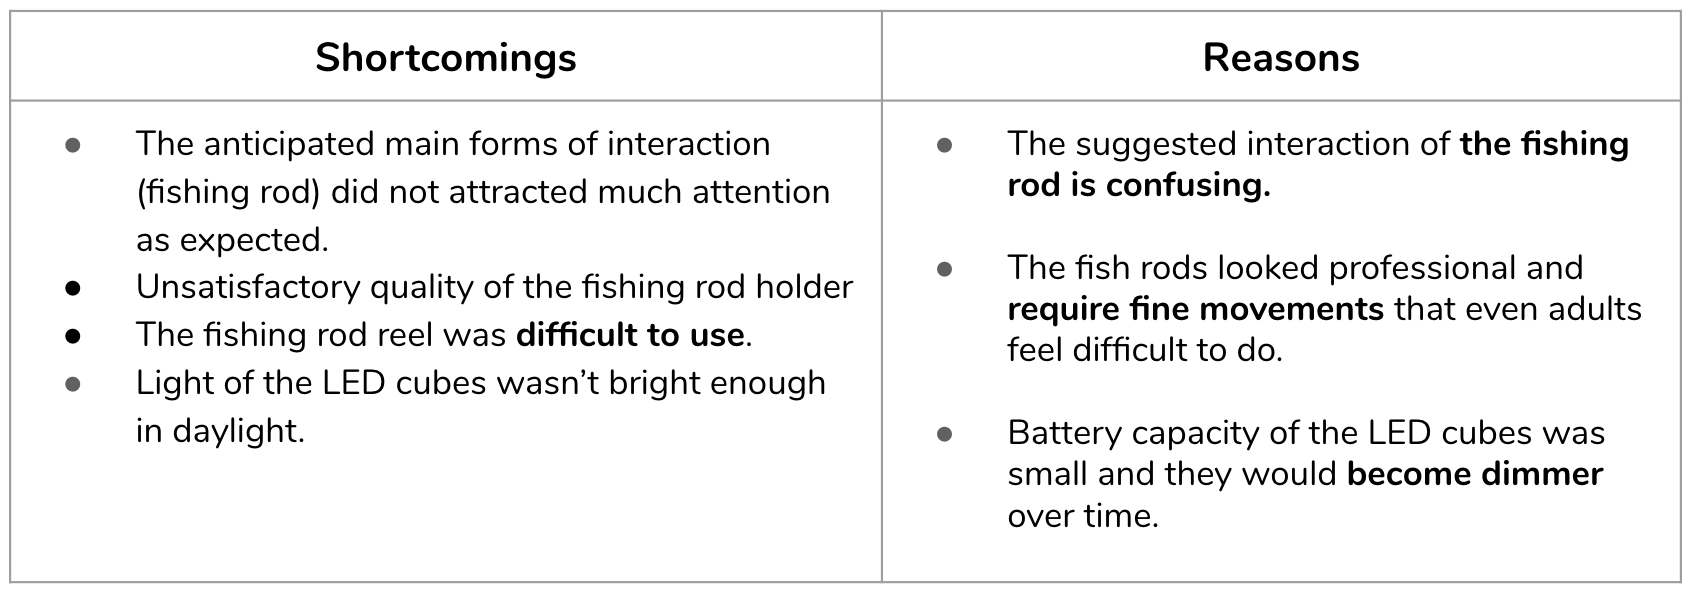 Shortcomings
Reasons
● The anticipated main forms of interaction
(fishing rod) did not attracted much attention
as expected.
● Unsatisfactory quality of the fishing rod holder
● The fishing rod reel was difficult to use.
● Light of the LED cubes wasn’t bright enough
in daylight.
● The suggested interaction of the fishing
rod is confusing.
● The fish rods looked professional and
require fine movements that even adults
feel difficult to do.
● Battery capacity of the LED cubes was
small and they would become dimmer
over time.